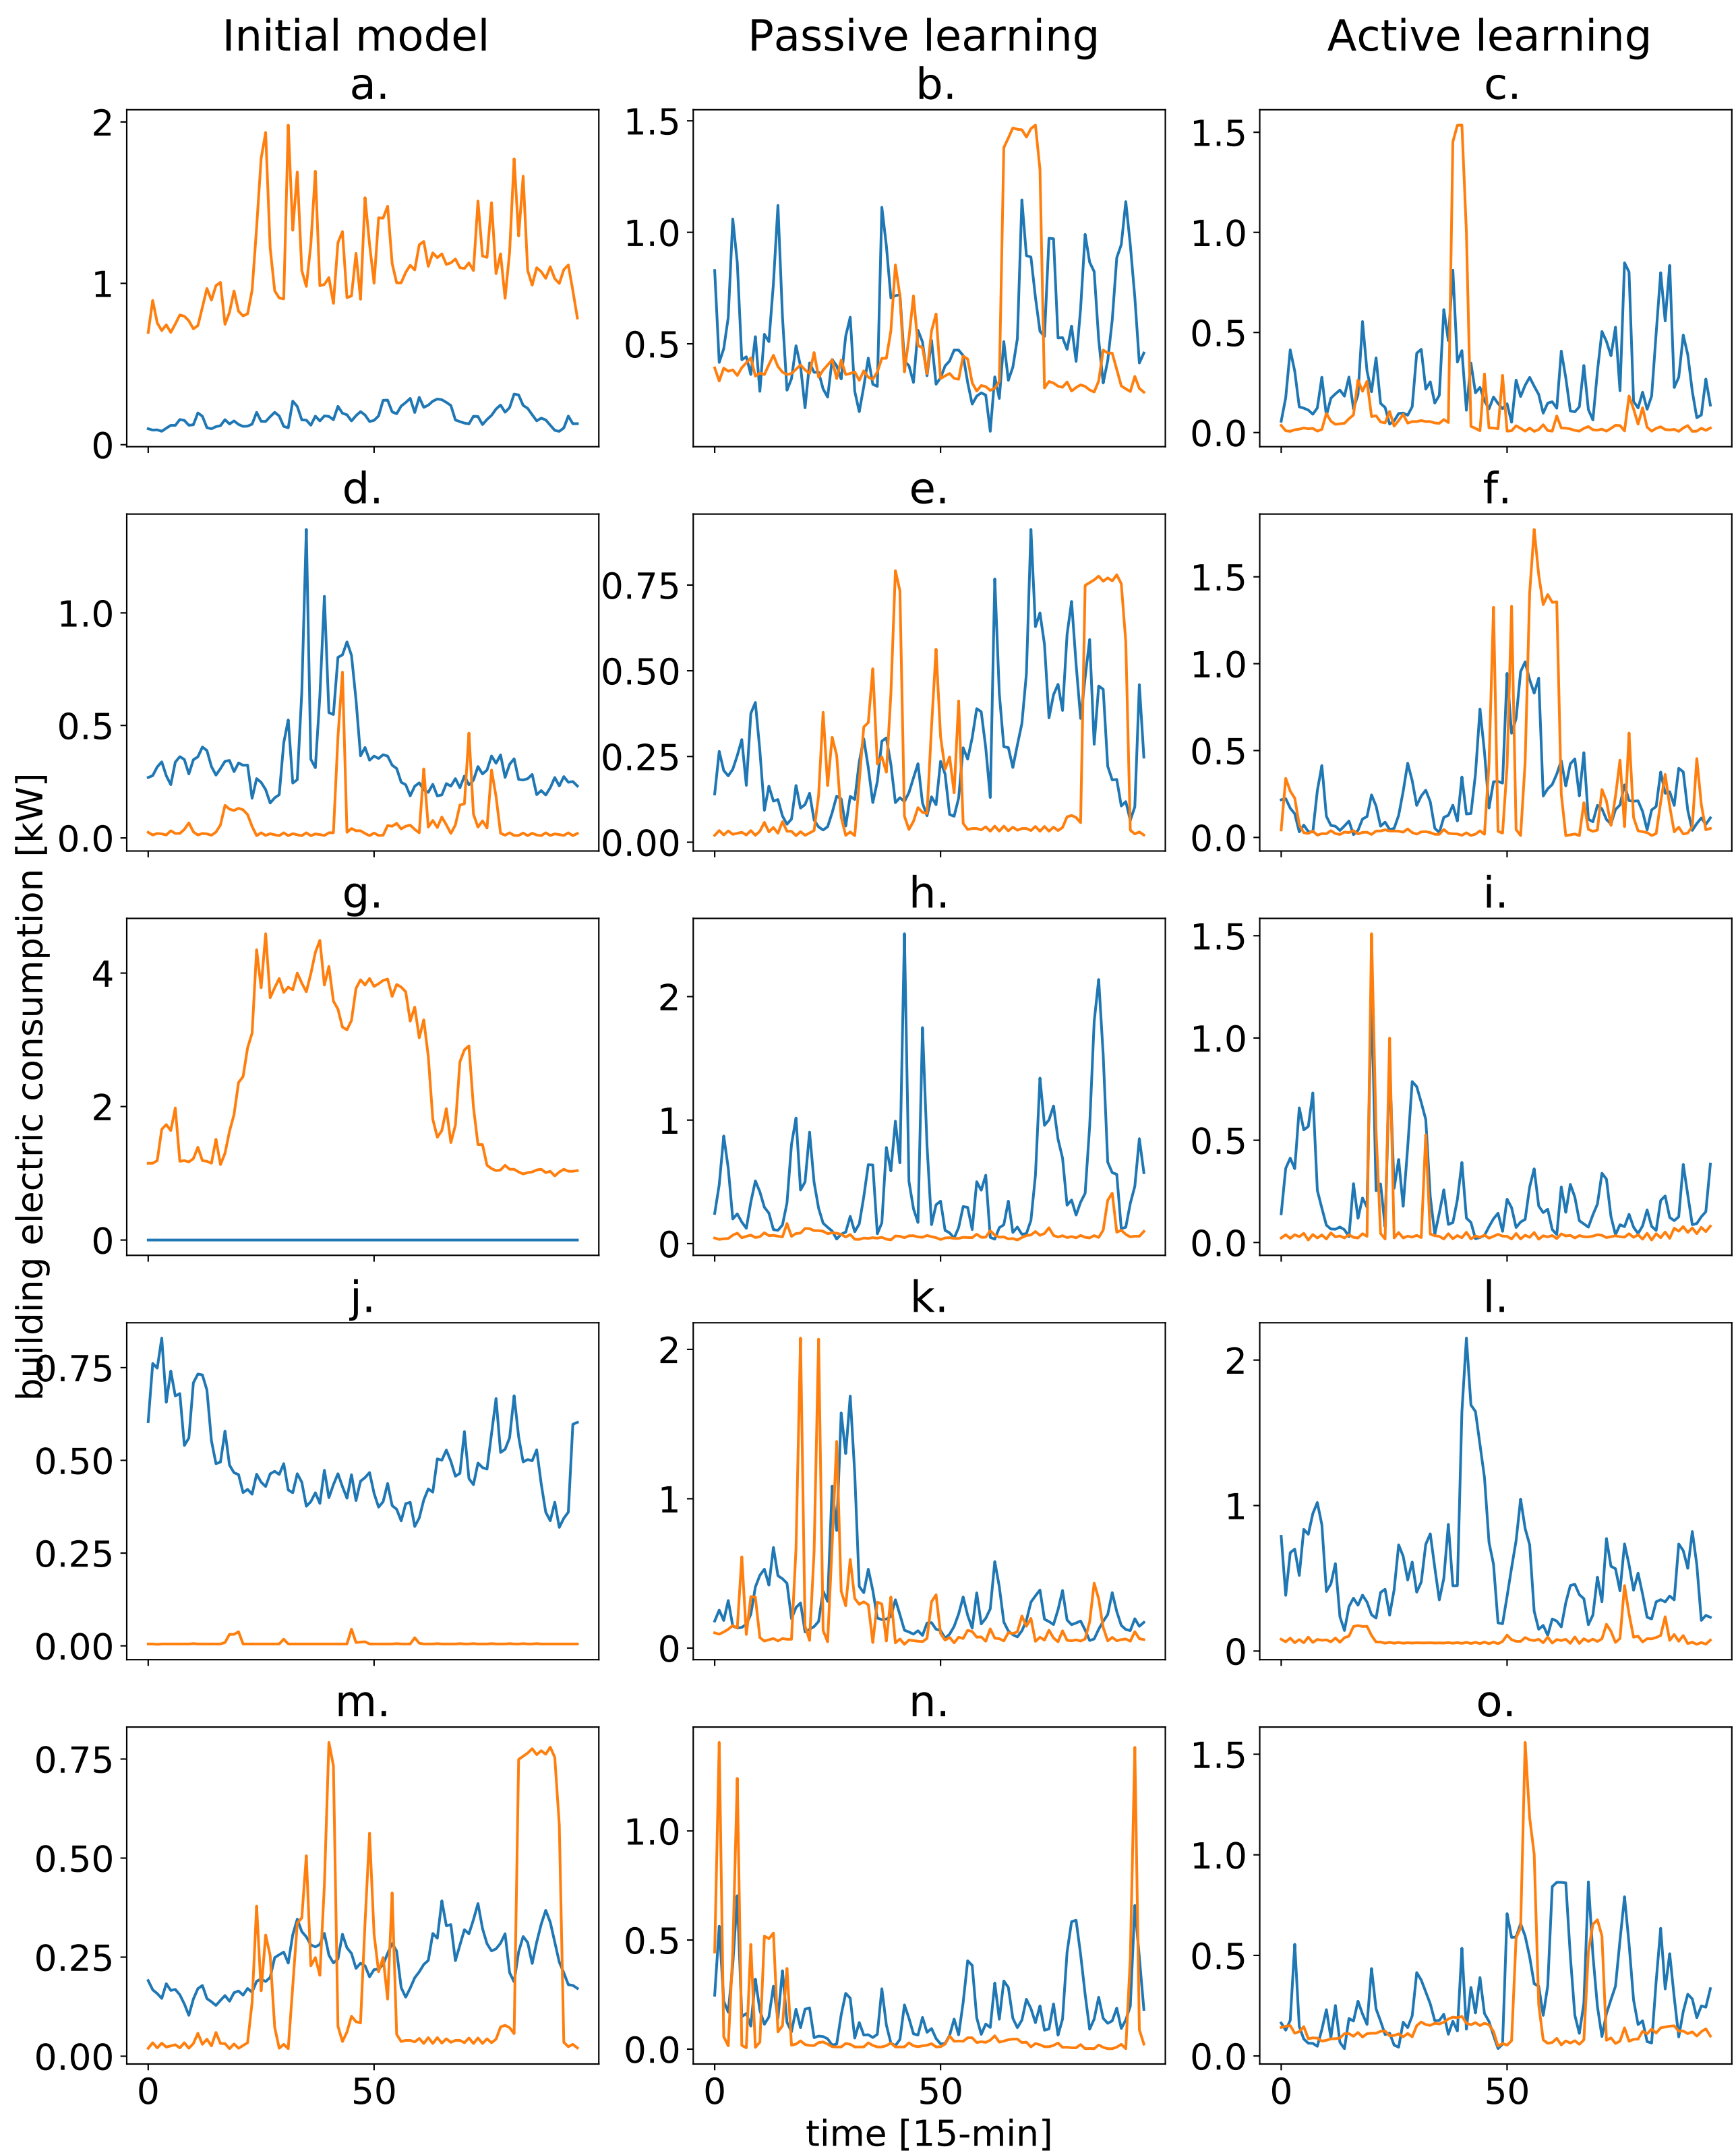 Initial model
Passive learning
Active learning
a.
b.
c.
2
1
0
1.5
1.0
0.5
1.5
1.0
0.5
0.0
d.
e.
f.
1.0
0.5
0.0
0.75
0.50
0.25
0.00
1.5
1.0
0.5
0.0
g.
h.
i.
4
2
0
2
1
0
1.5
1.0
0.5
0.0
j.
k.
l.
0.75
0.50
0.25
0.00
2
1
0
2
1
0
m.
n.
o.
0.75
0.50
0.25
0.00
1.0
0.5
0.0
1.5
1.0
0.5
0.0
0 50
0 50
0 50
building electric consumption [kW]
time [15-min]